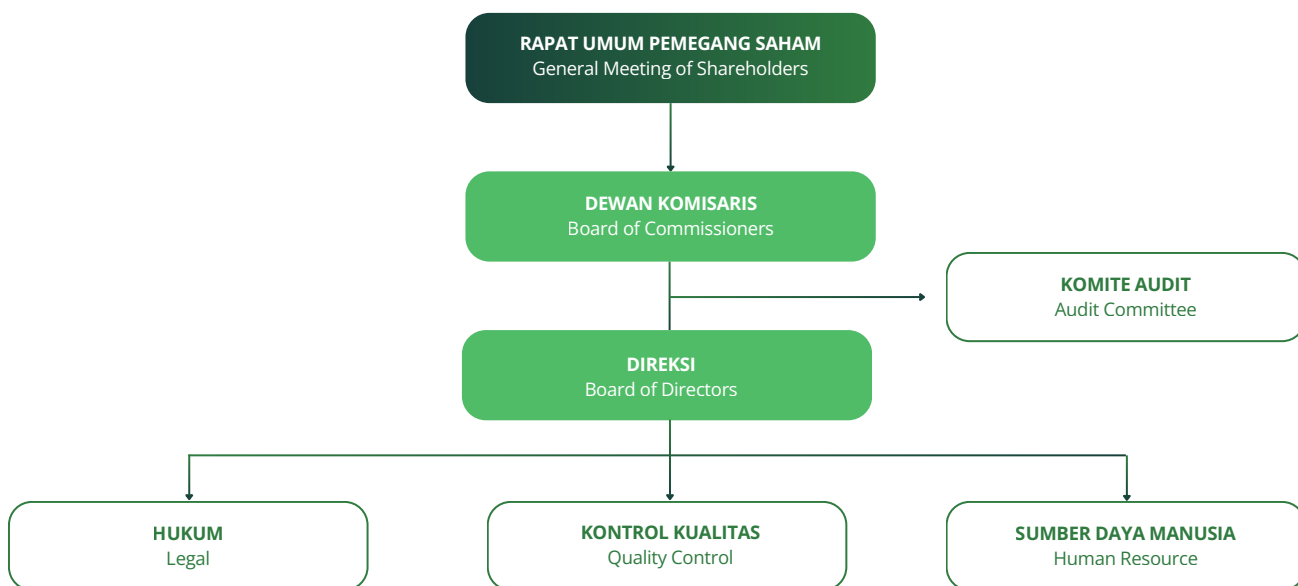 RAPAT UMUM PEMEGANG SAHAM
General Meeting of Shareholders
DEWAN KOMISARIS
Board of Commissioners
KOMITE AUDIT
Audit Committee
DIREKSI
Board of Directors
HUKUM
Legal
KONTROL KUALITAS
Quality Control
SUMBER DAYA MANUSIA
Human Resource